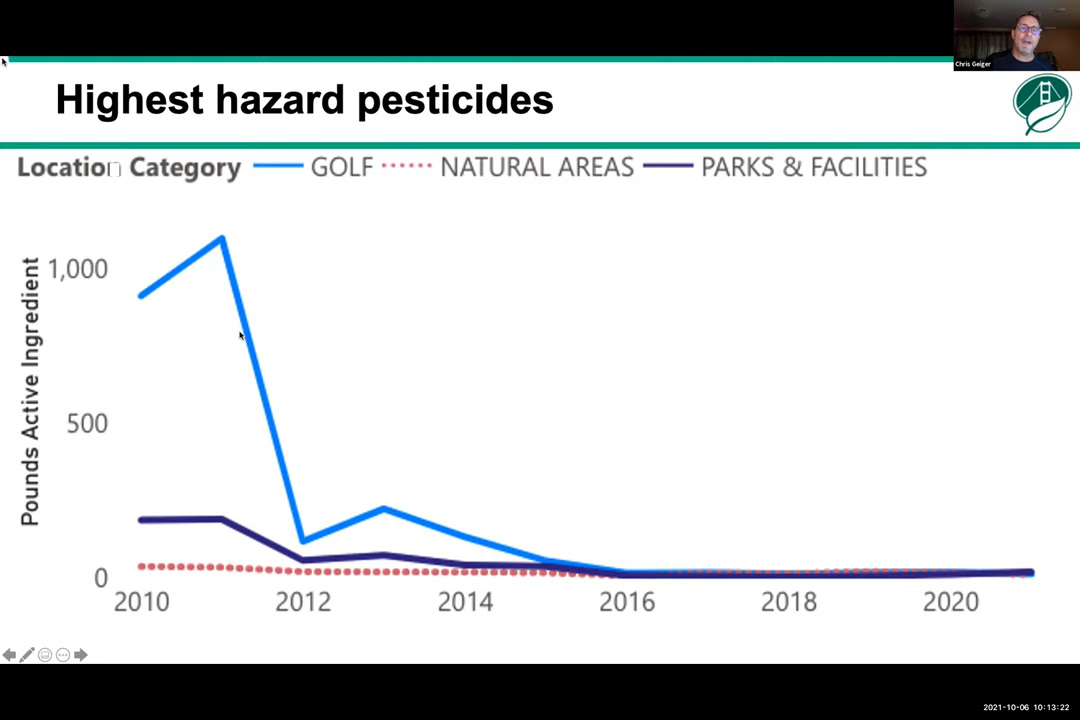 Chris Geiger
Highest hazard pesticides
Location Category GOLF NATURAL AREAS PARKS & FACILITIES
Pounds Active Ingredient
1,000
500
0
2010 2012 2014 2016 2018 2020
2021-10-06 10:13:22